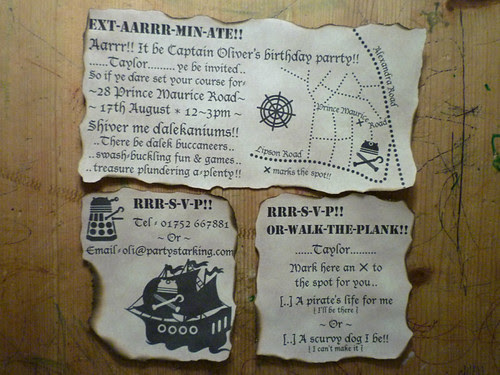 EXT-AARRR-MIN-ATE!!
Aarrr!! It be Captain Oliver's birthday parrty!!
......Taylor......... ye be invited..
So if ye dare set your course for~
~28 Prince Maurice Road~
~ 17th August * 12~3pm ~
Shiver me dalekaniums!!
..There be dalek buccaneers..
..swash-buckling fun & games..
..treasure plundering a-plenty!!
Alexandra Road
Prince Maurice Road
Lipson Road
× marks the spot!!
RRR-S-V-P!!
Tel - 01752 667881
~ Or ~
Email-oli@partystarking.com
RRR-S-V-P!!
OR-WALK-THE-PLANK!!
......Taylor.........
Mark here an × to
the spot for you..
[..] A pirate's life for me
[ I'll be there ]
~ Or ~
[..] A scurvy dog I be!!
[ I can't make it ]